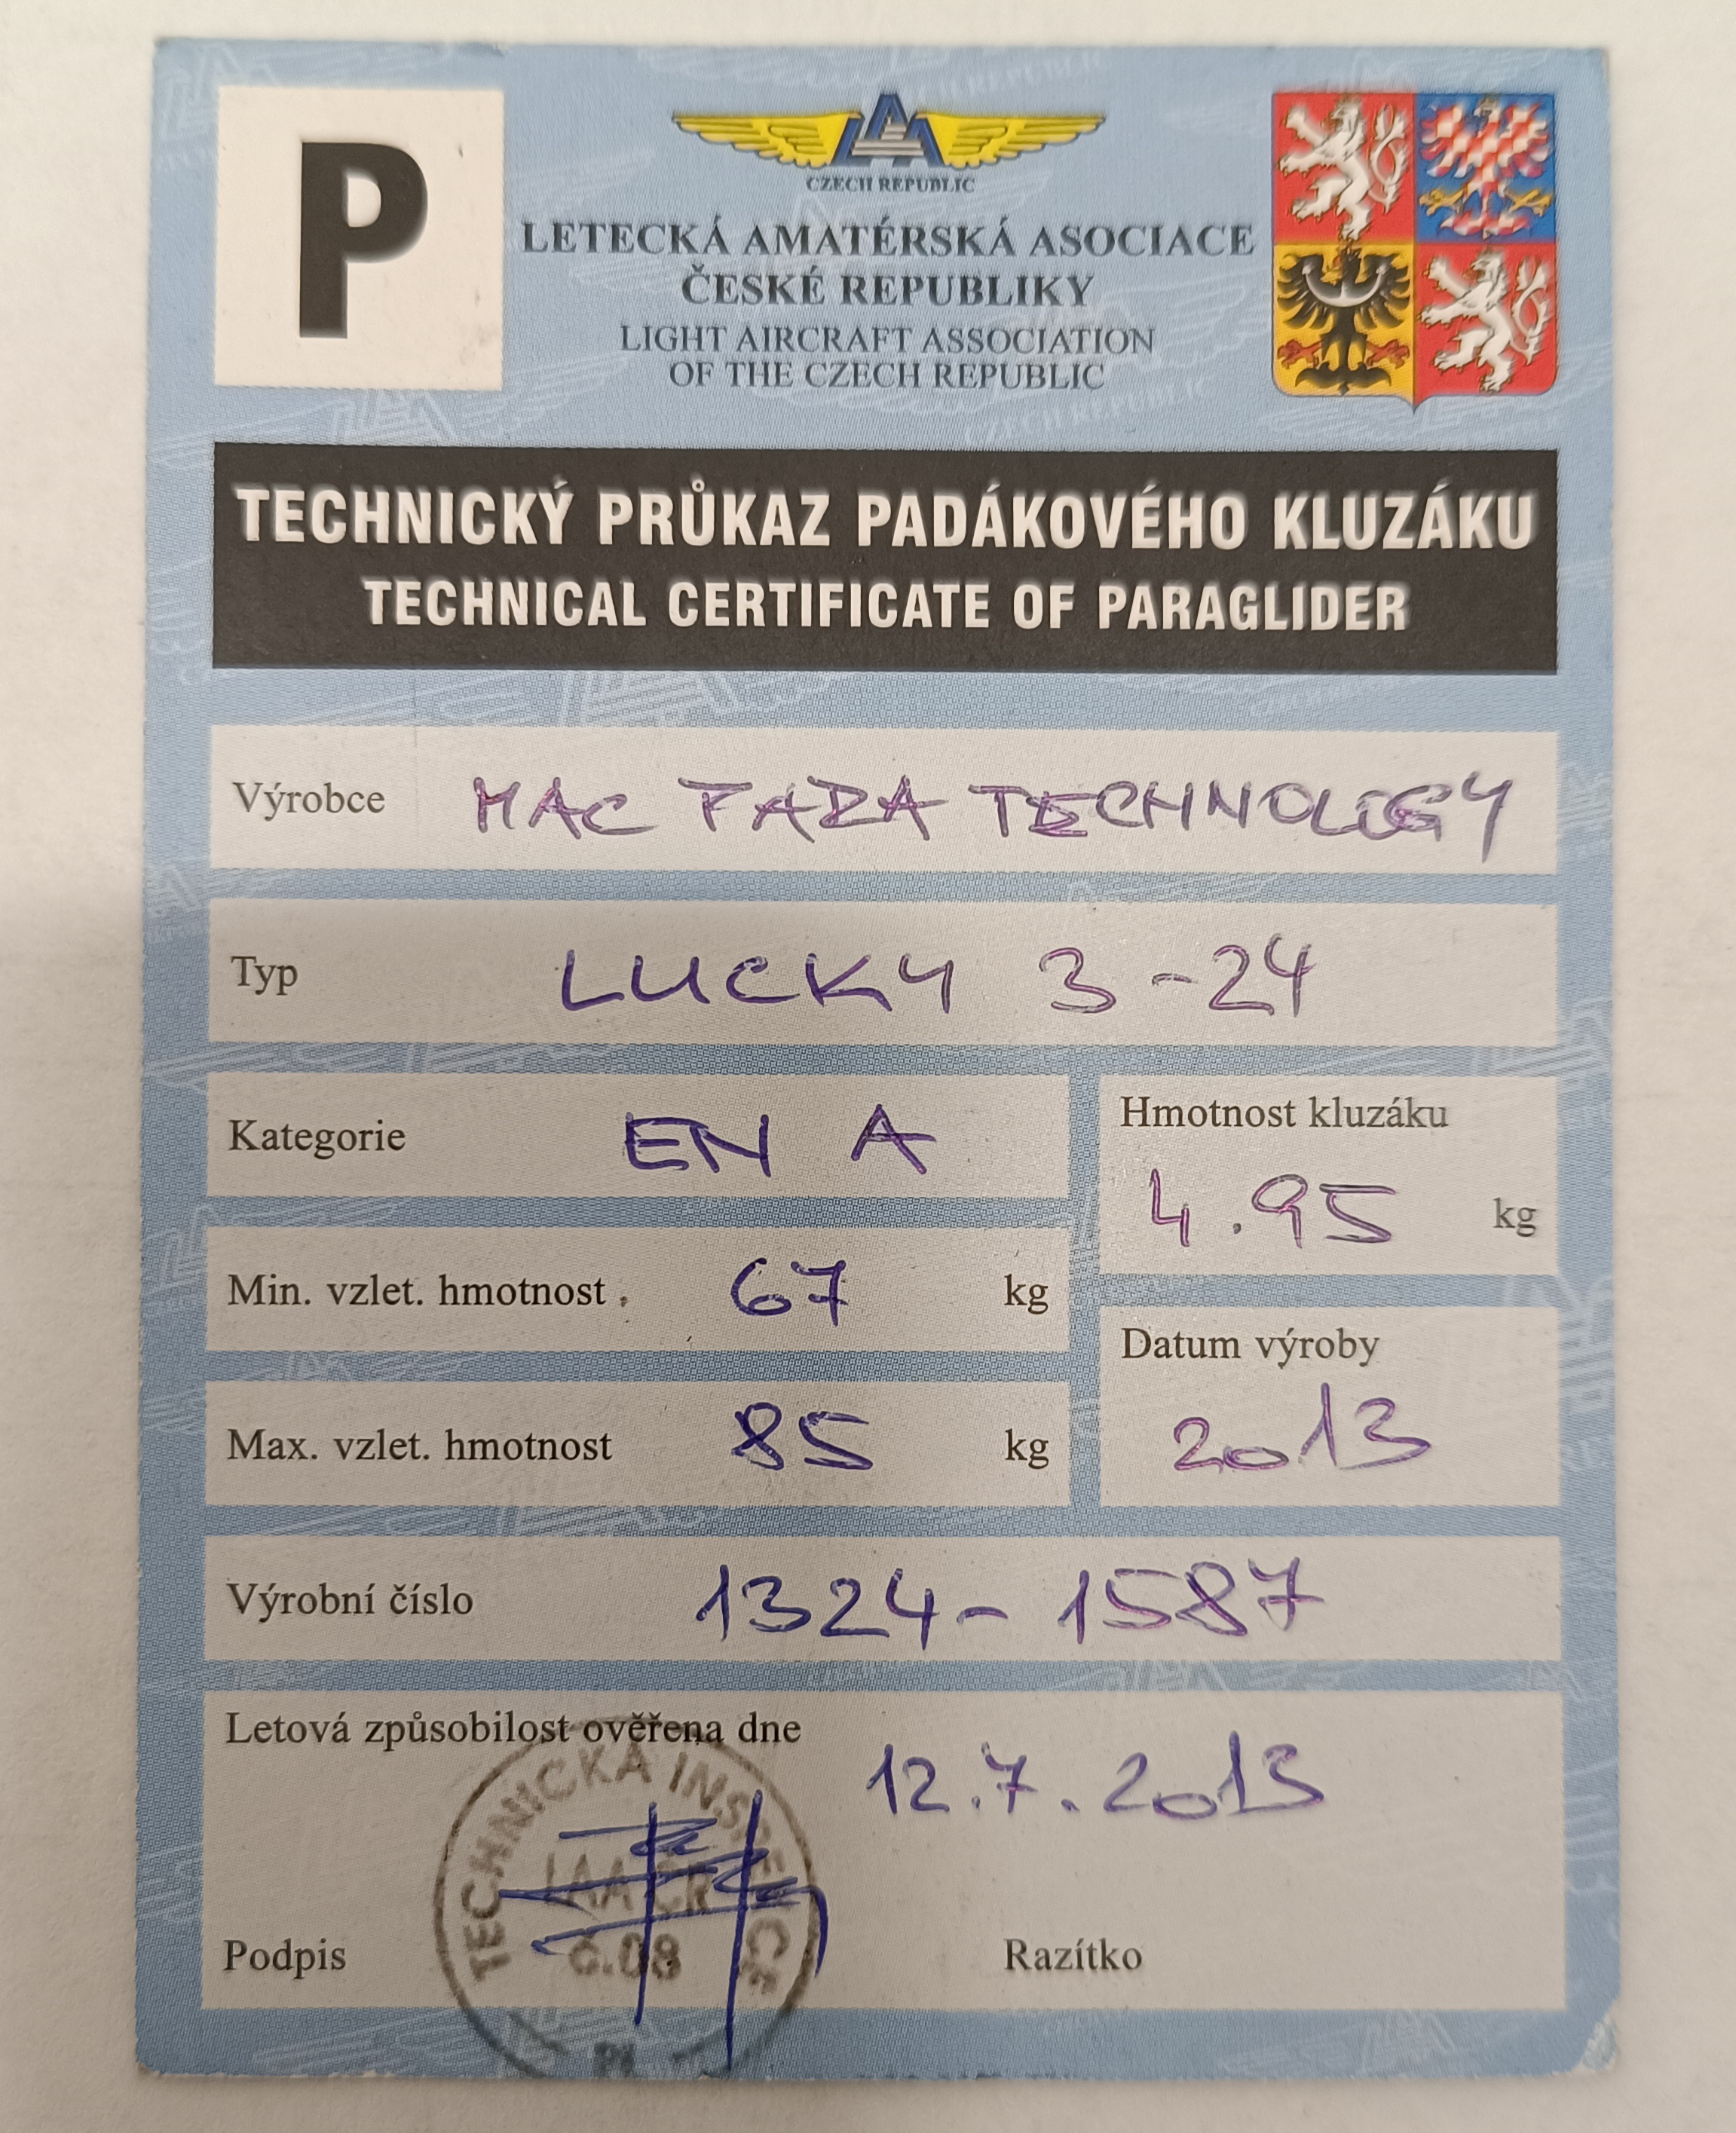 P
CZECH REPUBLIC
LETECKÁ AMATÉRSKÁ ASOCIACE
ČESKÉ REPUBLIKY
LIGHT AIRCRAFT ASSOCIATION
OF THE CZECH REPUBLIC
TECHNICKÝ PRŮKAZ PADÁKOVÉHO KLUZÁKU
TECHNICAL CERTIFICATE OF PARAGLIDER
Výrobce MAC PARA TECHNOLOGY
Typ LUCKY 3-24
Kategorie EN A
Hmotnost kluzáku
4.95 kg
Min. vzlet. hmotnost 67 kg
Datum výroby
2013
Max. vzlet. hmotnost 85 kg
Výrobní číslo 1324-1587
Letová způsobilost ověřena dne 12.7.2013
TECHNICKÁ
LAA ČR
Podpis
Razítko